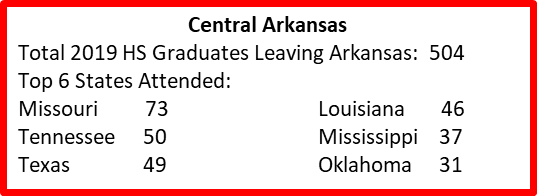 Central Arkansas
Total 2019 HS Graduates Leaving Arkansas: 504
Top 6 States Attended:
Missouri 73 Louisiana 46
Tennessee 50 Mississippi 37
Texas 49 Oklahoma 31